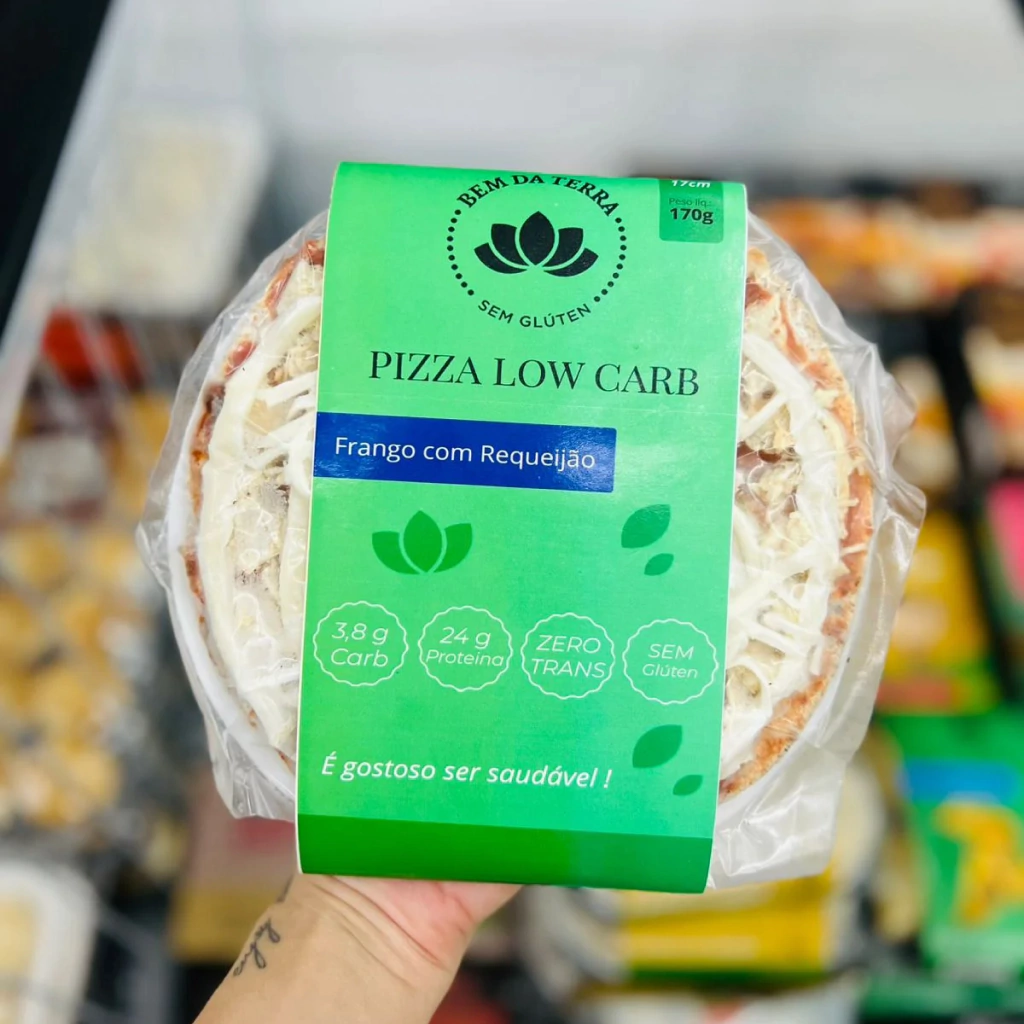 BEM DA TERRA
17cm
Peso líq.:
170g
SEM GLÚTEN
PIZZA LOW CARB
Frango com Requeijão
3,8 g
Carb
24 g
Proteína
ZERO
TRANS
SEM
Glúten
É gostoso ser saudável !